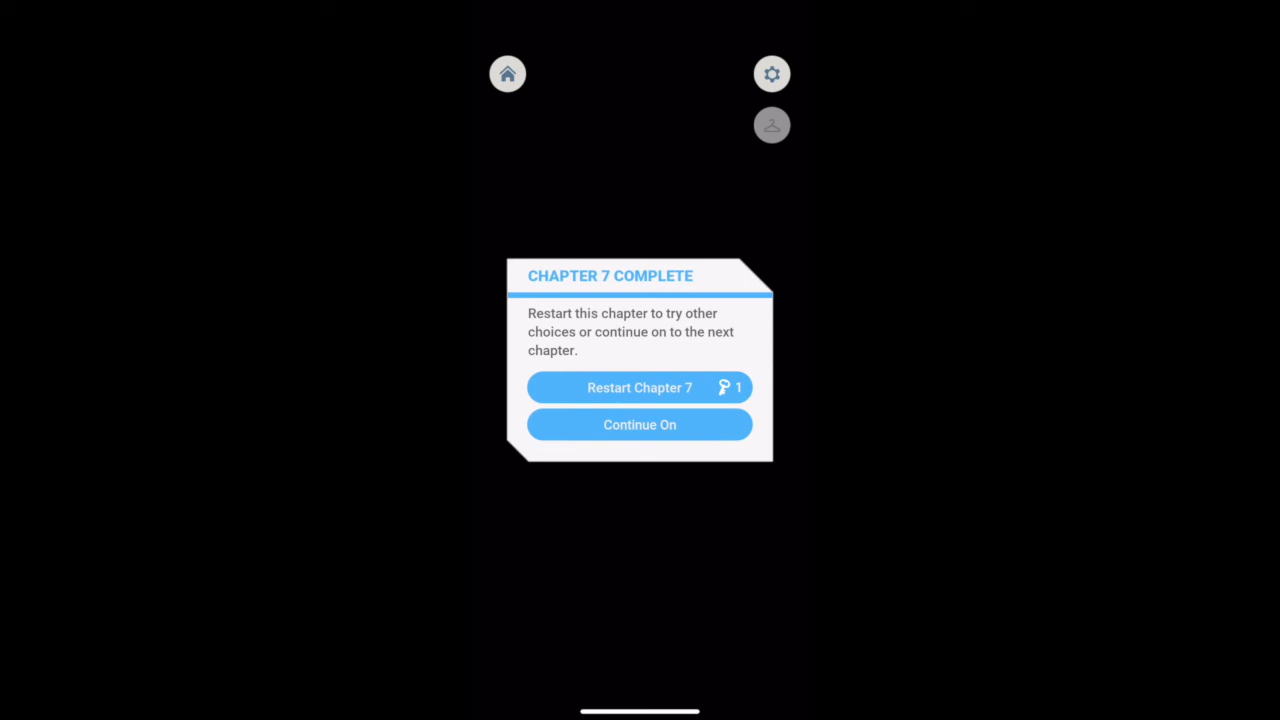 CHAPTER 7 COMPLETE
Restart this chapter to try other
choices or continue on to the next
chapter.
Restart Chapter 7 1
Continue On